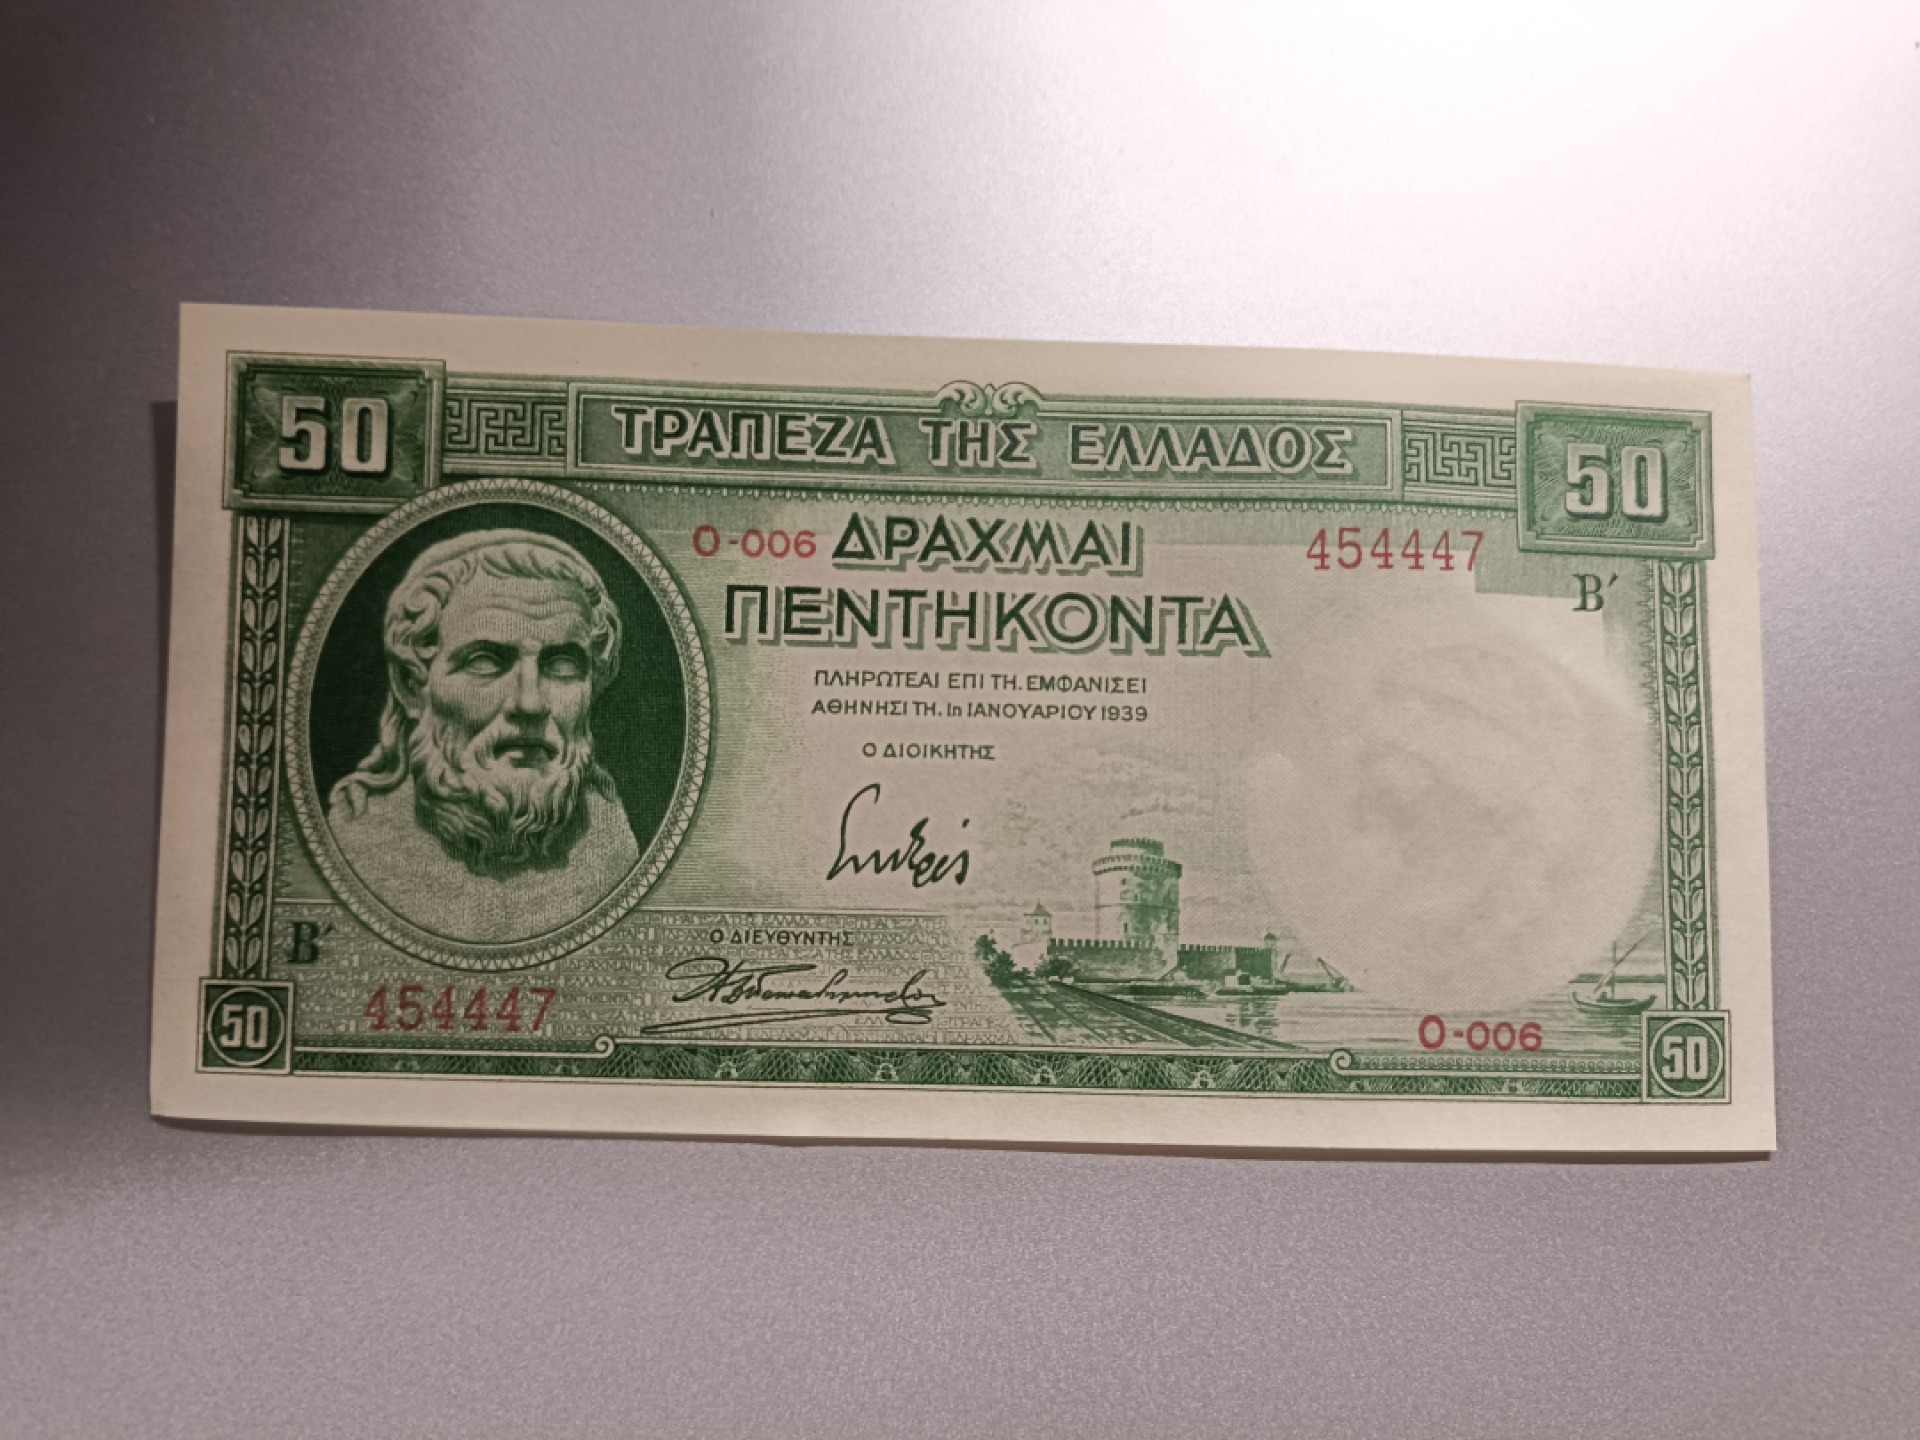 50
ΤΡΑΠΕΖΑ ΤΗΣ ΕΛΛΑΔΟΣ
50
Ο-006
ΔΡΑΧΜΑΙ
454447
Β΄
ΠΕΝΤΗΚΟΝΤΑ
ΠΛΗΡΩΤΕΑΙ ΕΠΙ ΤΗ. ΕΜΦΑΝΙΣΕΙ
ΑΘΗΝΗΣΙ ΤΗ. 1η ΙΑΝΟΥΑΡΙΟΥ 1939
Ο ΔΙΟΙΚΗΤΗΣ
Β΄
Ο ΔΙΕΥΘΥΝΤΗΣ
454447
Ο-006
50
50